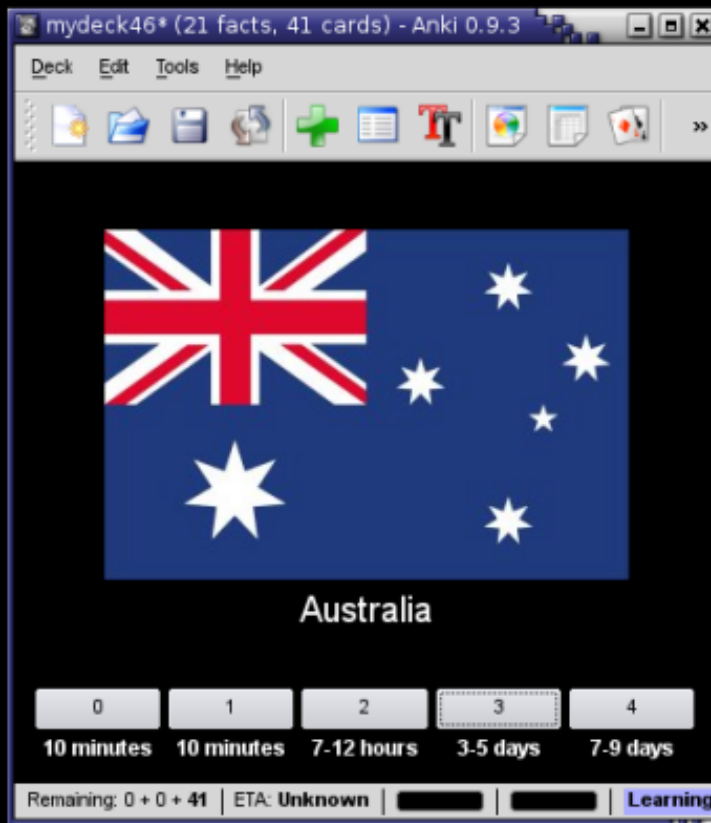 mydeck46* (21 facts, 41 cards) - Anki 0.9.3
Deck Edit Tools Help
Australia
0 1 2 3 4
10 minutes 10 minutes 7-12 hours 3-5 days 7-9 days
Remaining: 0 + 0 + 41 | ETA: Unknown | | | Learning